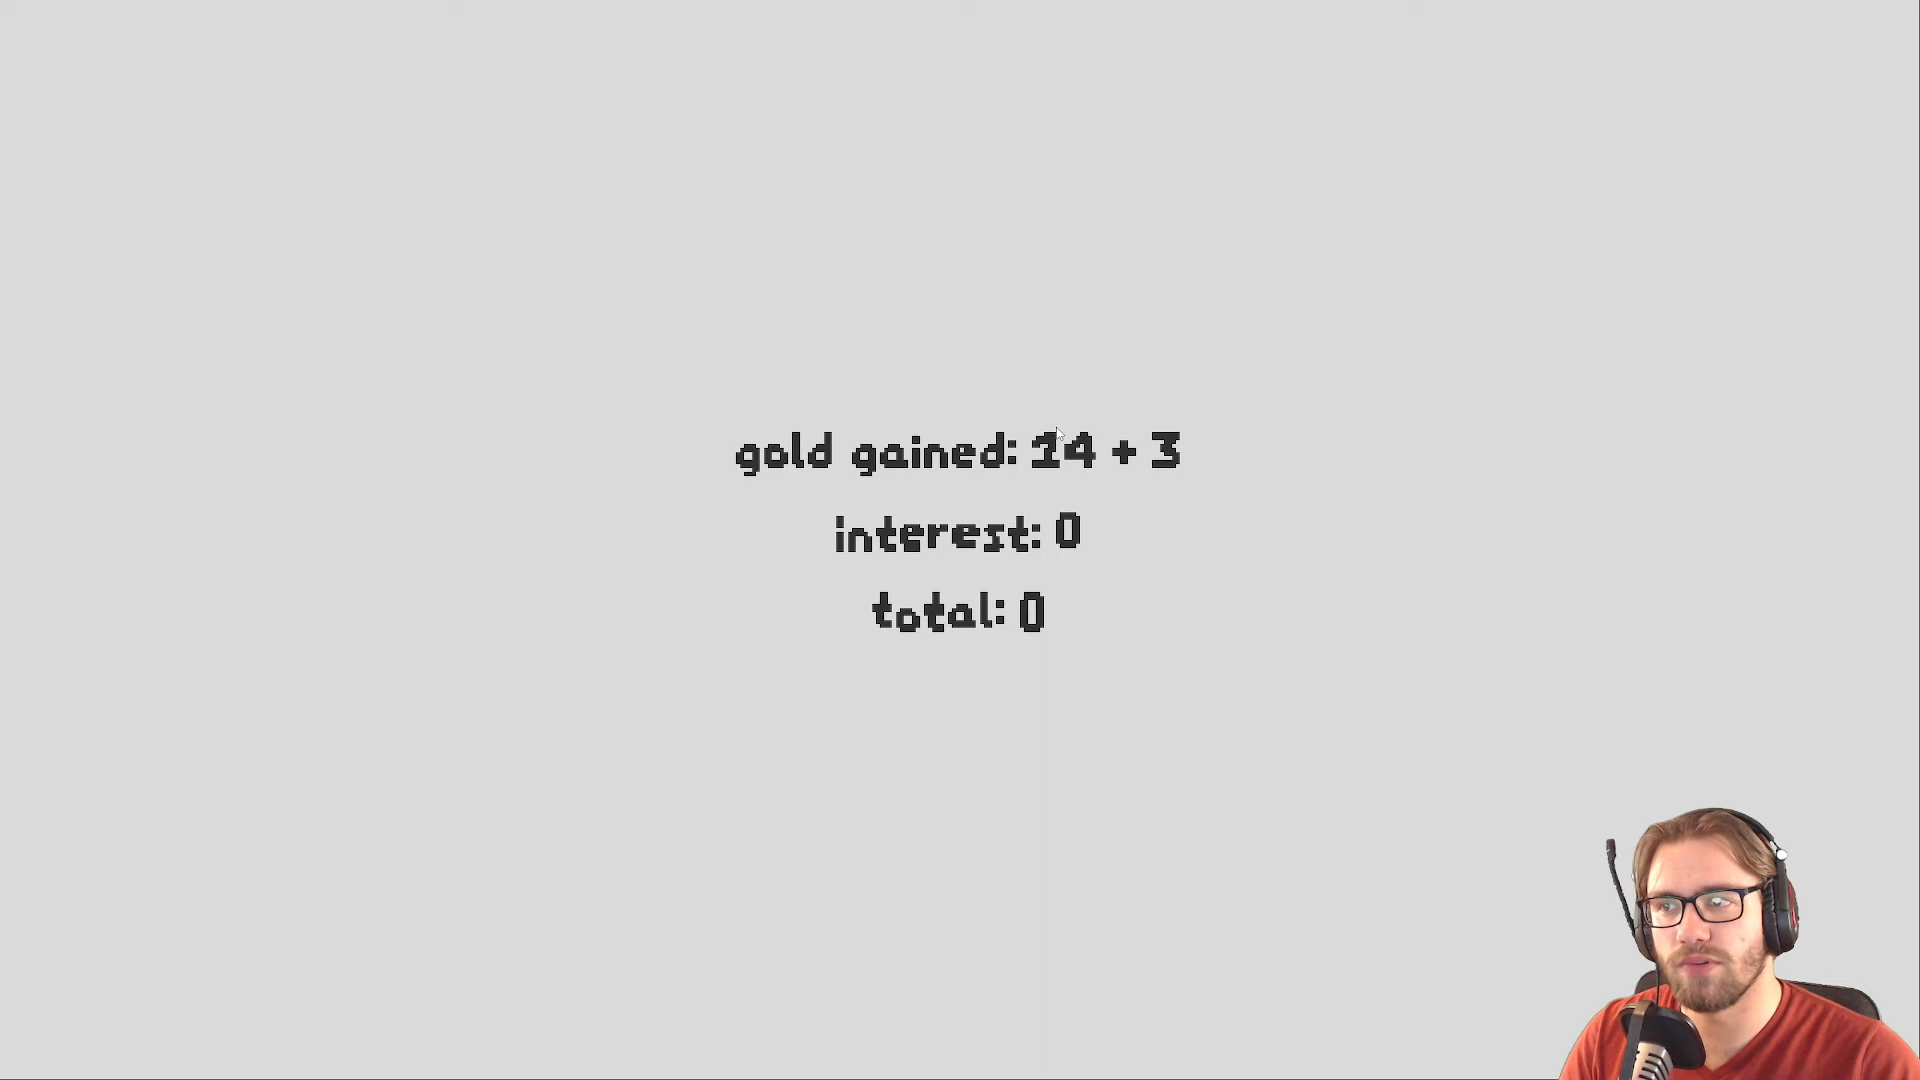 gold gained: 14 + 3
interest: 0
total: 0